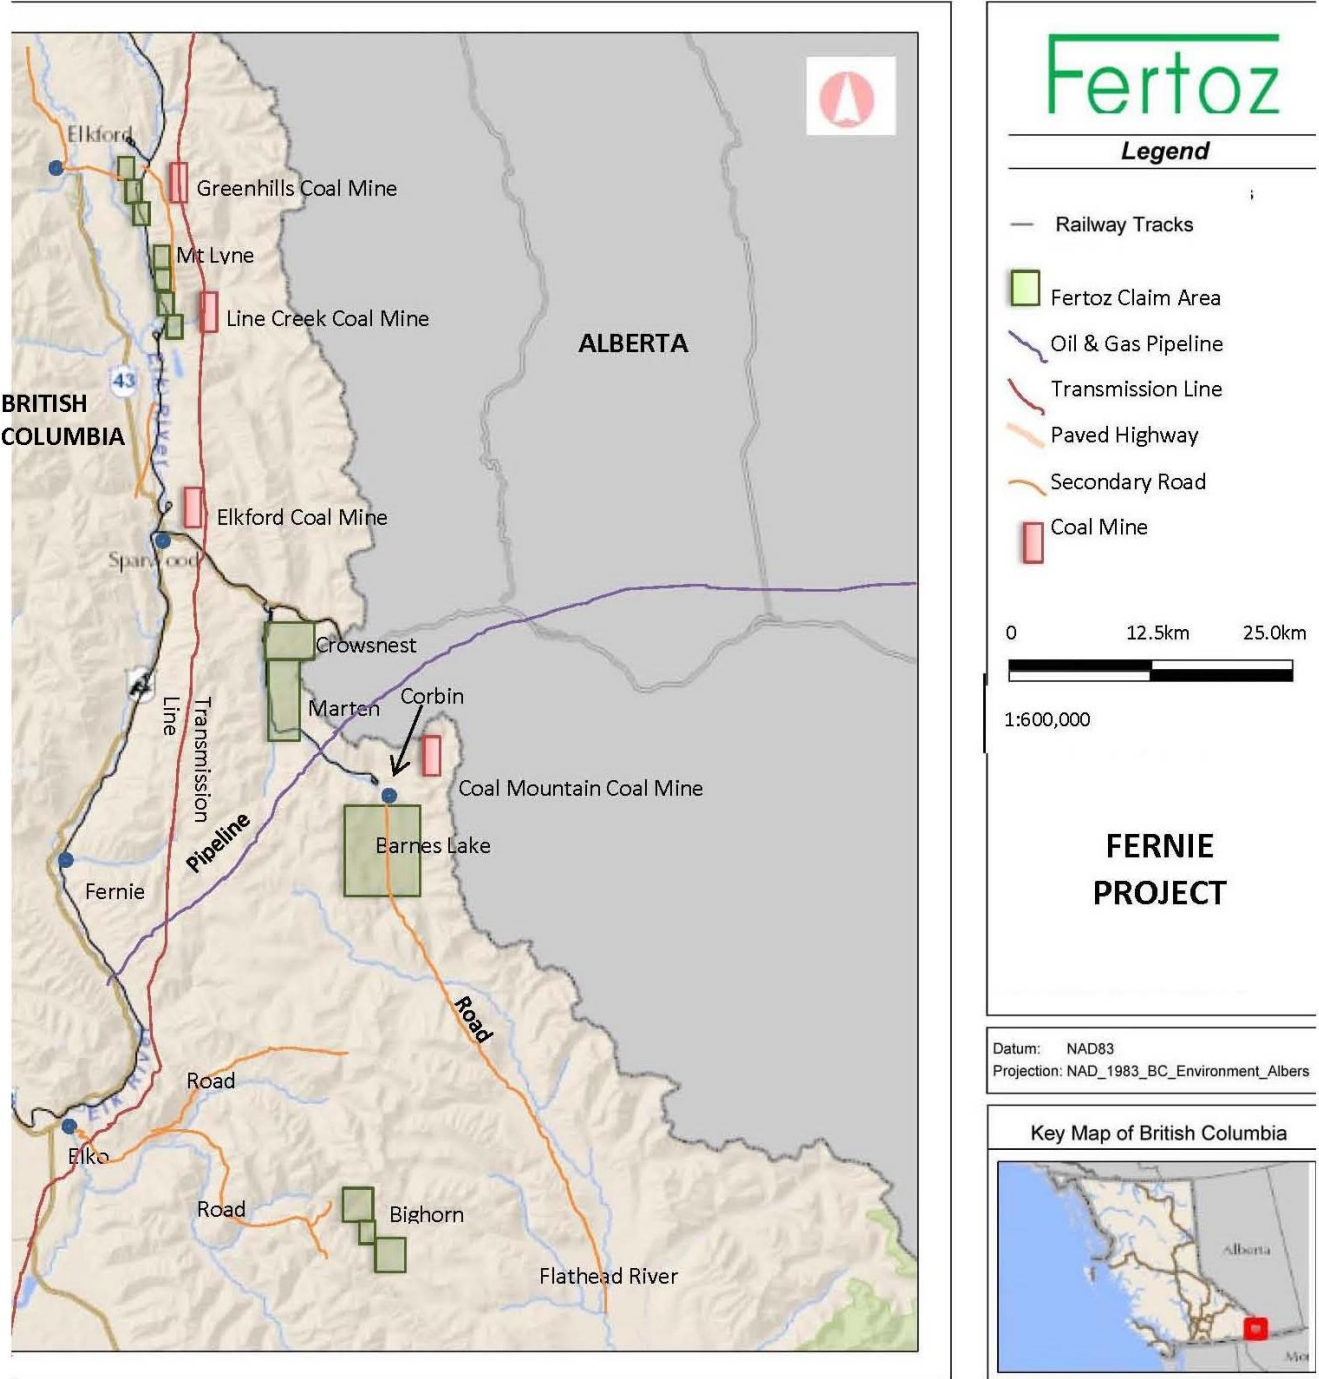 Elkford
Greenhills Coal Mine
Mt Lyne
Line Creek Coal Mine
ALBERTA
43
BRITISH
COLUMBIA
Elk River
Elkford Coal Mine
Sparwood
Crowsnest
Corbin
Marten
Transmission
Line
Coal Mountain Coal Mine
Pipeline
Barnes Lake
Fernie
Road
Elk River
Road
Elko
Road
Bighorn
Flathead River
Fertoz
Legend
Railway Tracks
Fertoz Claim Area
Oil & Gas Pipeline
Transmission Line
Paved Highway
Secondary Road
Coal Mine
0 12.5km 25.0km
1:600,000
FERNIE
PROJECT
Datum: NAD83
Projection: NAD_1983_BC_Environment_Albers
Key Map of British Columbia
Alberta